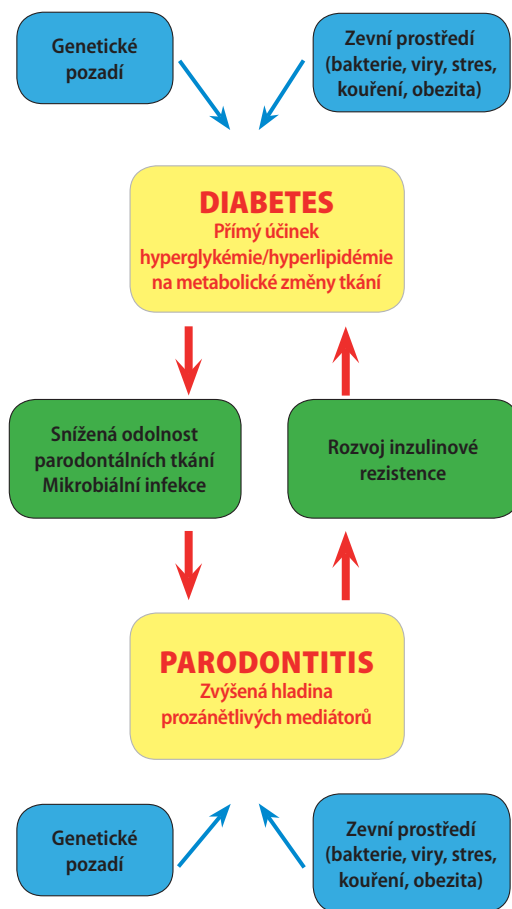 Genetické
pozadí
Zevní prostředí
(bakterie, viry, stres,
kouření, obezita)
DIABETES
Přímý účinek
hyperglykémie/hyperlipidémie
na metabolické změny tkání
Snížená odolnost
parodontálních tkání
Mikrobiální infekce
Rozvoj inzulinové
rezistence
PARODONTITIS
Zvýšená hladina
prozánětlivých mediátorů
Genetické
pozadí
Zevní prostředí
(bakterie, viry, stres,
kouření, obezita)